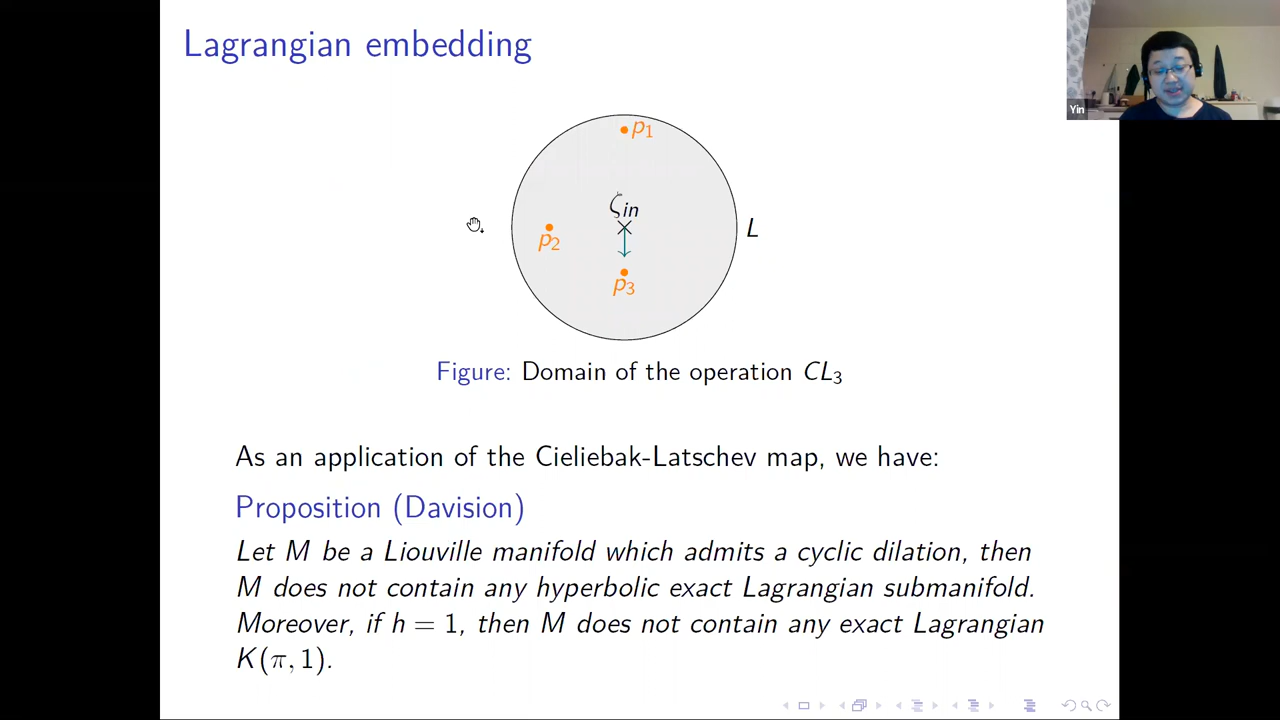 Lagrangian embedding
Yin
p1
ζin
p2
L
p3
Figure: Domain of the operation CL3
As an application of the Cieliebak-Latschev map, we have:
Proposition (Davision)
Let M be a Liouville manifold which admits a cyclic dilation, then
M does not contain any hyperbolic exact Lagrangian submanifold.
Moreover, if h = 1, then M does not contain any exact Lagrangian
K(π, 1).